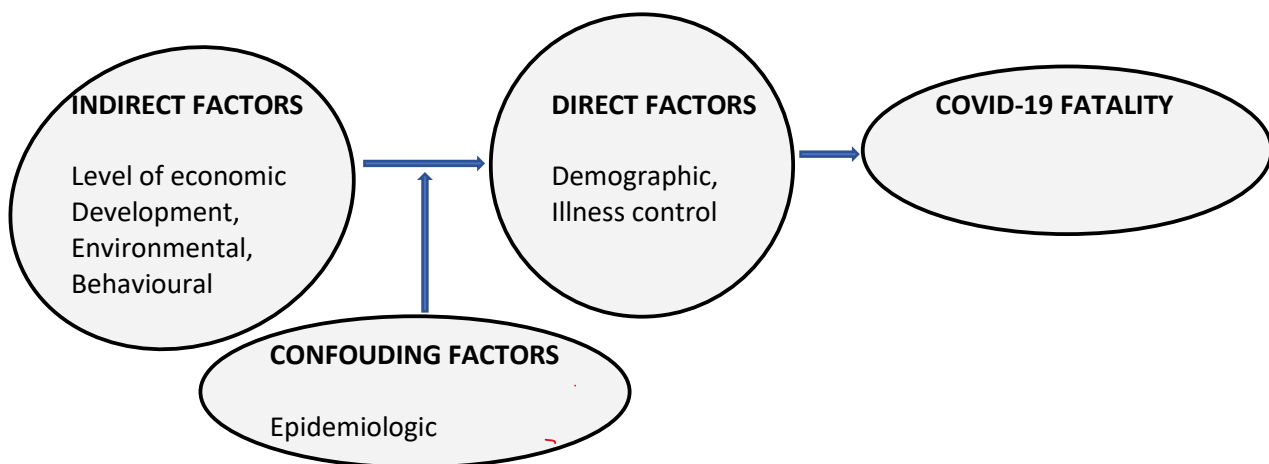 INDIRECT FACTORS
Level of economic
Development,
Environmental,
Behavioural
DIRECT FACTORS
Demographic,
Illness control
COVID-19 FATALITY
CONFOUDING FACTORS
Epidemiologic